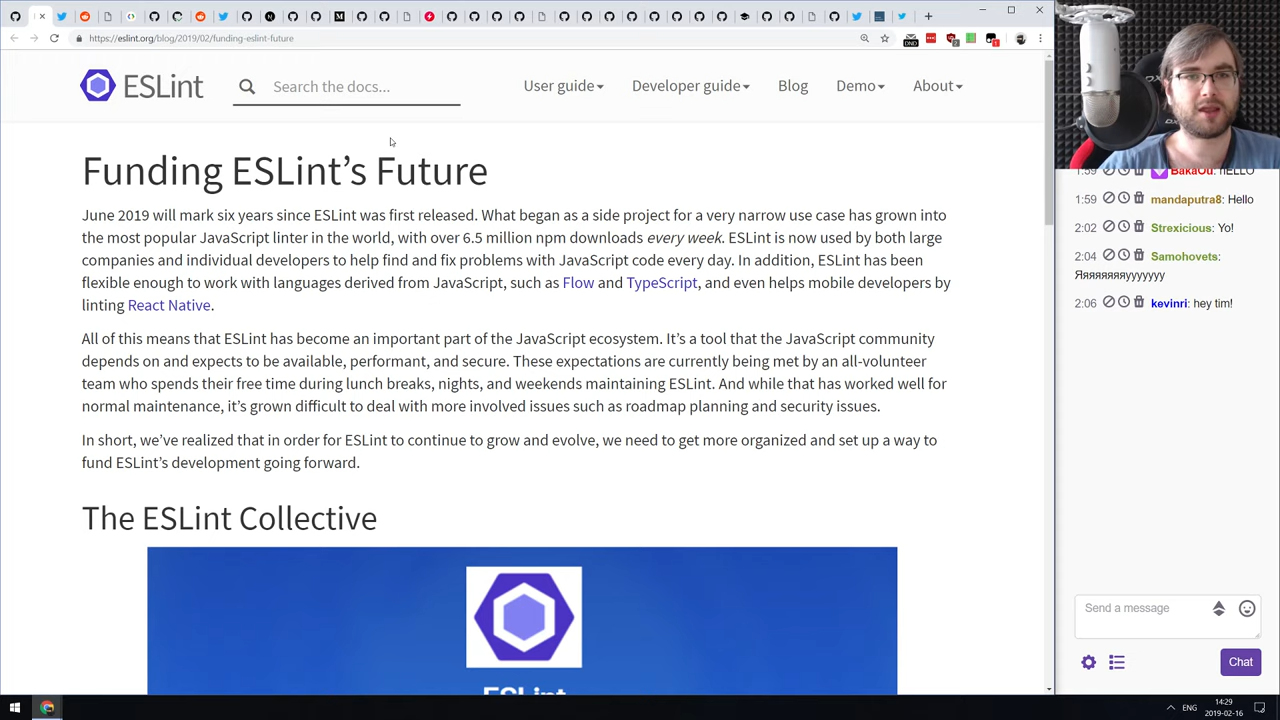 https://eslint.org/blog/2019/02/funding-eslint-future
DND
2
1
ESLint
Search the docs...
User guide
Developer guide
Blog
Demo
About
Funding ESLint’s Future
June 2019 will mark six years since ESLint was first released. What began as a side project for a very narrow use case has grown into
the most popular JavaScript linter in the world, with over 6.5 million npm downloads every week. ESLint is now used by both large
companies and individual developers to help find and fix problems with JavaScript code every day. In addition, ESLint has been
flexible enough to work with languages derived from JavaScript, such as Flow and TypeScript, and even helps mobile developers by
linting React Native.
All of this means that ESLint has become an important part of the JavaScript ecosystem. It’s a tool that the JavaScript community
depends on and expects to be available, performant, and secure. These expectations are currently being met by an all-volunteer
team who spends their free time during lunch breaks, nights, and weekends maintaining ESLint. And while that has worked well for
normal maintenance, it’s grown difficult to deal with more involved issues such as roadmap planning and security issues.
In short, we’ve realized that in order for ESLint to continue to grow and evolve, we need to get more organized and set up a way to
fund ESLint’s development going forward.
The ESLint Collective
ESLint
1:59 BakaOu: hELLO
1:59 mandaputra8: Hello
2:02 Strexicious: Yo!
2:04 Samohovets:
Яяяяяяяяуууууyy
2:06 kevinri: hey tim!
Send a message
Chat
ENG
14:29
2019-02-16